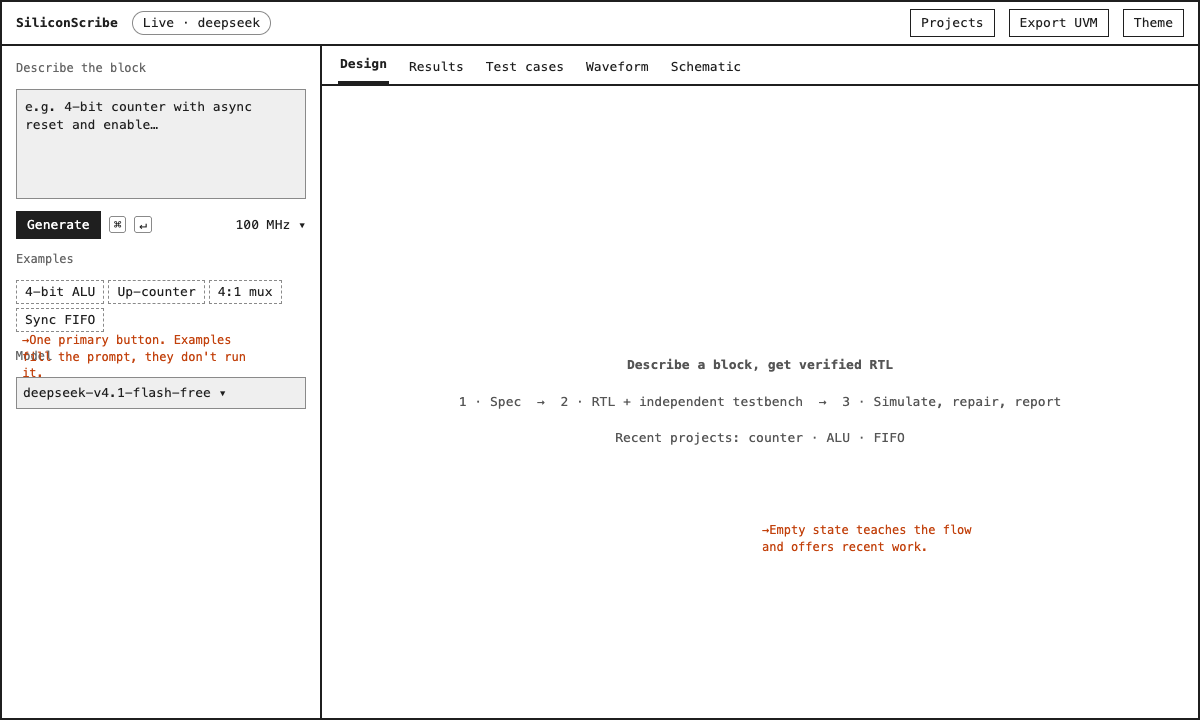 SiliconScribe
Live · deepseek
Projects
Export UVM
Theme
Describe the block
e.g. 4-bit counter with async
reset and enable…
Generate ⌘ ↵ 100 MHz ▾
Examples
4-bit ALU
Up-counter
4:1 mux
Sync FIFO
→One primary button. Examples
fill the prompt, they don't run
it.
Model
deepseek-v4.1-flash-free ▾
Design
Results
Test cases
Waveform
Schematic
Describe a block, get verified RTL
1 · Spec → 2 · RTL + independent testbench → 3 · Simulate, repair, report
Recent projects: counter · ALU · FIFO
→Empty state teaches the flow
and offers recent work.